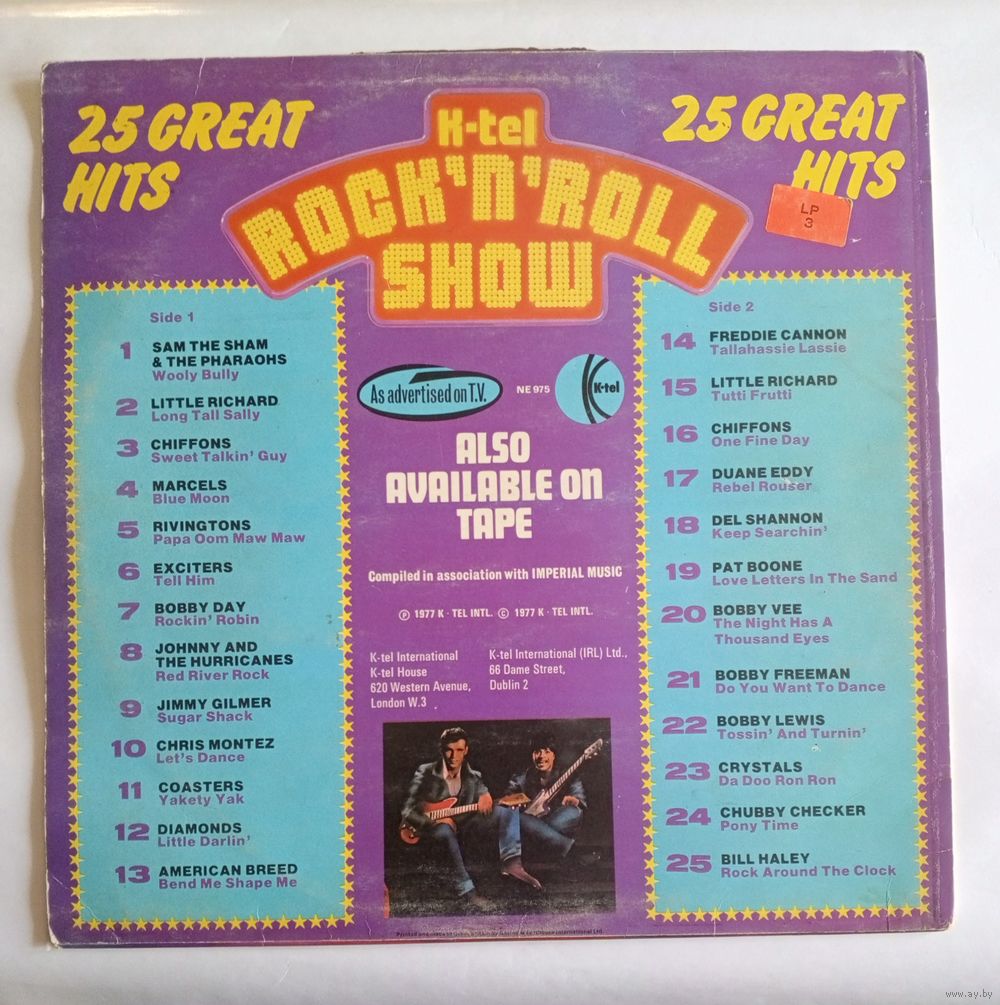 25 GREAT
HITS
K-tel
ROCK'N'ROLL
SHOW
25 GREAT
HITS
LP
3
Side 1
1 SAM THE SHAM
& THE PHARAOHS
Wooly Bully
2 LITTLE RICHARD
Long Tall Sally
3 CHIFFONS
Sweet Talkin' Guy
4 MARCELS
Blue Moon
5 RIVINGTONS
Papa Oom Maw Maw
6 EXCITERS
Tell Him
7 BOBBY DAY
Rockin' Robin
8 JOHNNY AND
THE HURRICANES
Red River Rock
9 JIMMY GILMER
Sugar Shack
10 CHRIS MONTEZ
Let's Dance
11 COASTERS
Yakety Yak
12 DIAMONDS
Little Darlin'
13 AMERICAN BREED
Bend Me Shape Me
As advertised on T.V.
NE 975
K-tel
ALSO
AVAILABLE ON
TAPE
Compiled in association with IMPERIAL MUSIC
℗ 1977 K · TEL INTL. © 1977 K · TEL INTL.
K-tel International
K-tel House
620 Western Avenue,
London W.3
K-tel International (IRL) Ltd.,
66 Dame Street,
Dublin 2
Side 2
14 FREDDIE CANNON
Tallahassie Lassie
15 LITTLE RICHARD
Tutti Frutti
16 CHIFFONS
One Fine Day
17 DUANE EDDY
Rebel Rouser
18 DEL SHANNON
Keep Searchin'
19 PAT BOONE
Love Letters In The Sand
20 BOBBY VEE
The Night Has A
Thousand Eyes
21 BOBBY FREEMAN
Do You Want To Dance
22 BOBBY LEWIS
Tossin' And Turnin'
23 CRYSTALS
Da Doo Ron Ron
24 CHUBBY CHECKER
Pony Time
25 BILL HALEY
Rock Around The Clock
www.ay.by